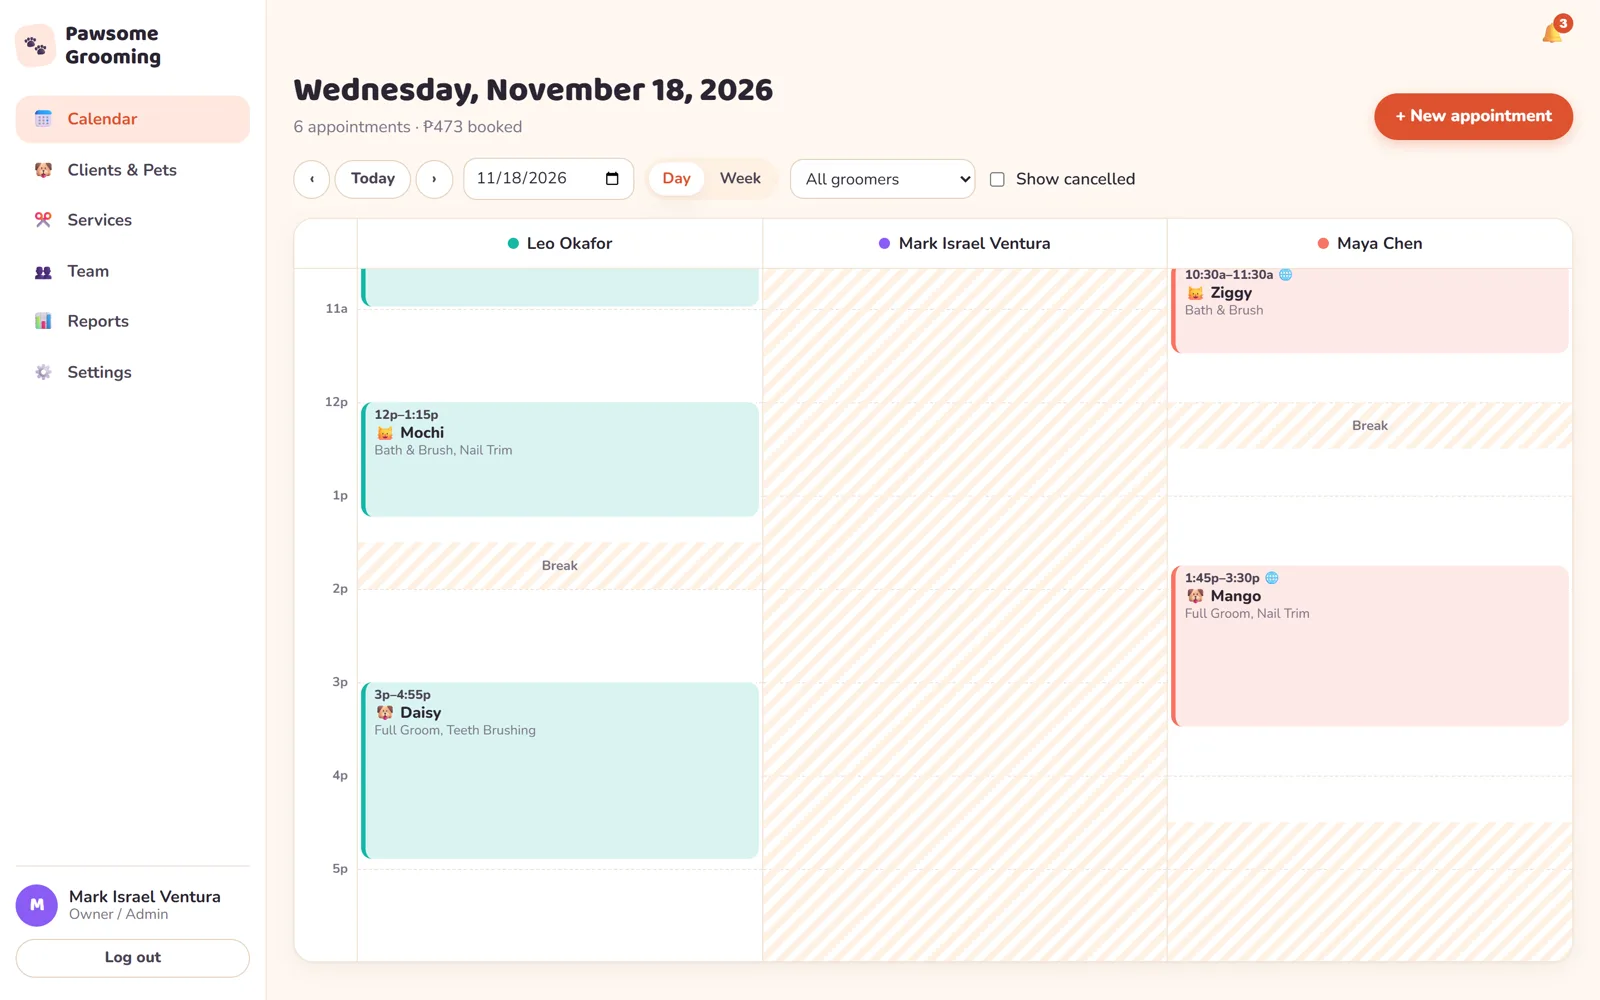 Pawsome
Grooming
Calendar
Clients & Pets
Services
Team
Reports
Settings
Mark Israel Ventura
Owner / Admin
M
Log out
3
Wednesday, November 18, 2026
6 appointments · ₱473 booked
+ New appointment
‹ Today › 11/18/2026 Day Week All groomers Show cancelled
Leo Okafor
Mark Israel Ventura
Maya Chen
11a
12p
1p
2p
3p
4p
5p
12p–1:15p
Mochi
Bath & Brush, Nail Trim
Break
3p–4:55p
Daisy
Full Groom, Teeth Brushing
10:30a–11:30a
Ziggy
Bath & Brush
Break
1:45p–3:30p
Mango
Full Groom, Nail Trim